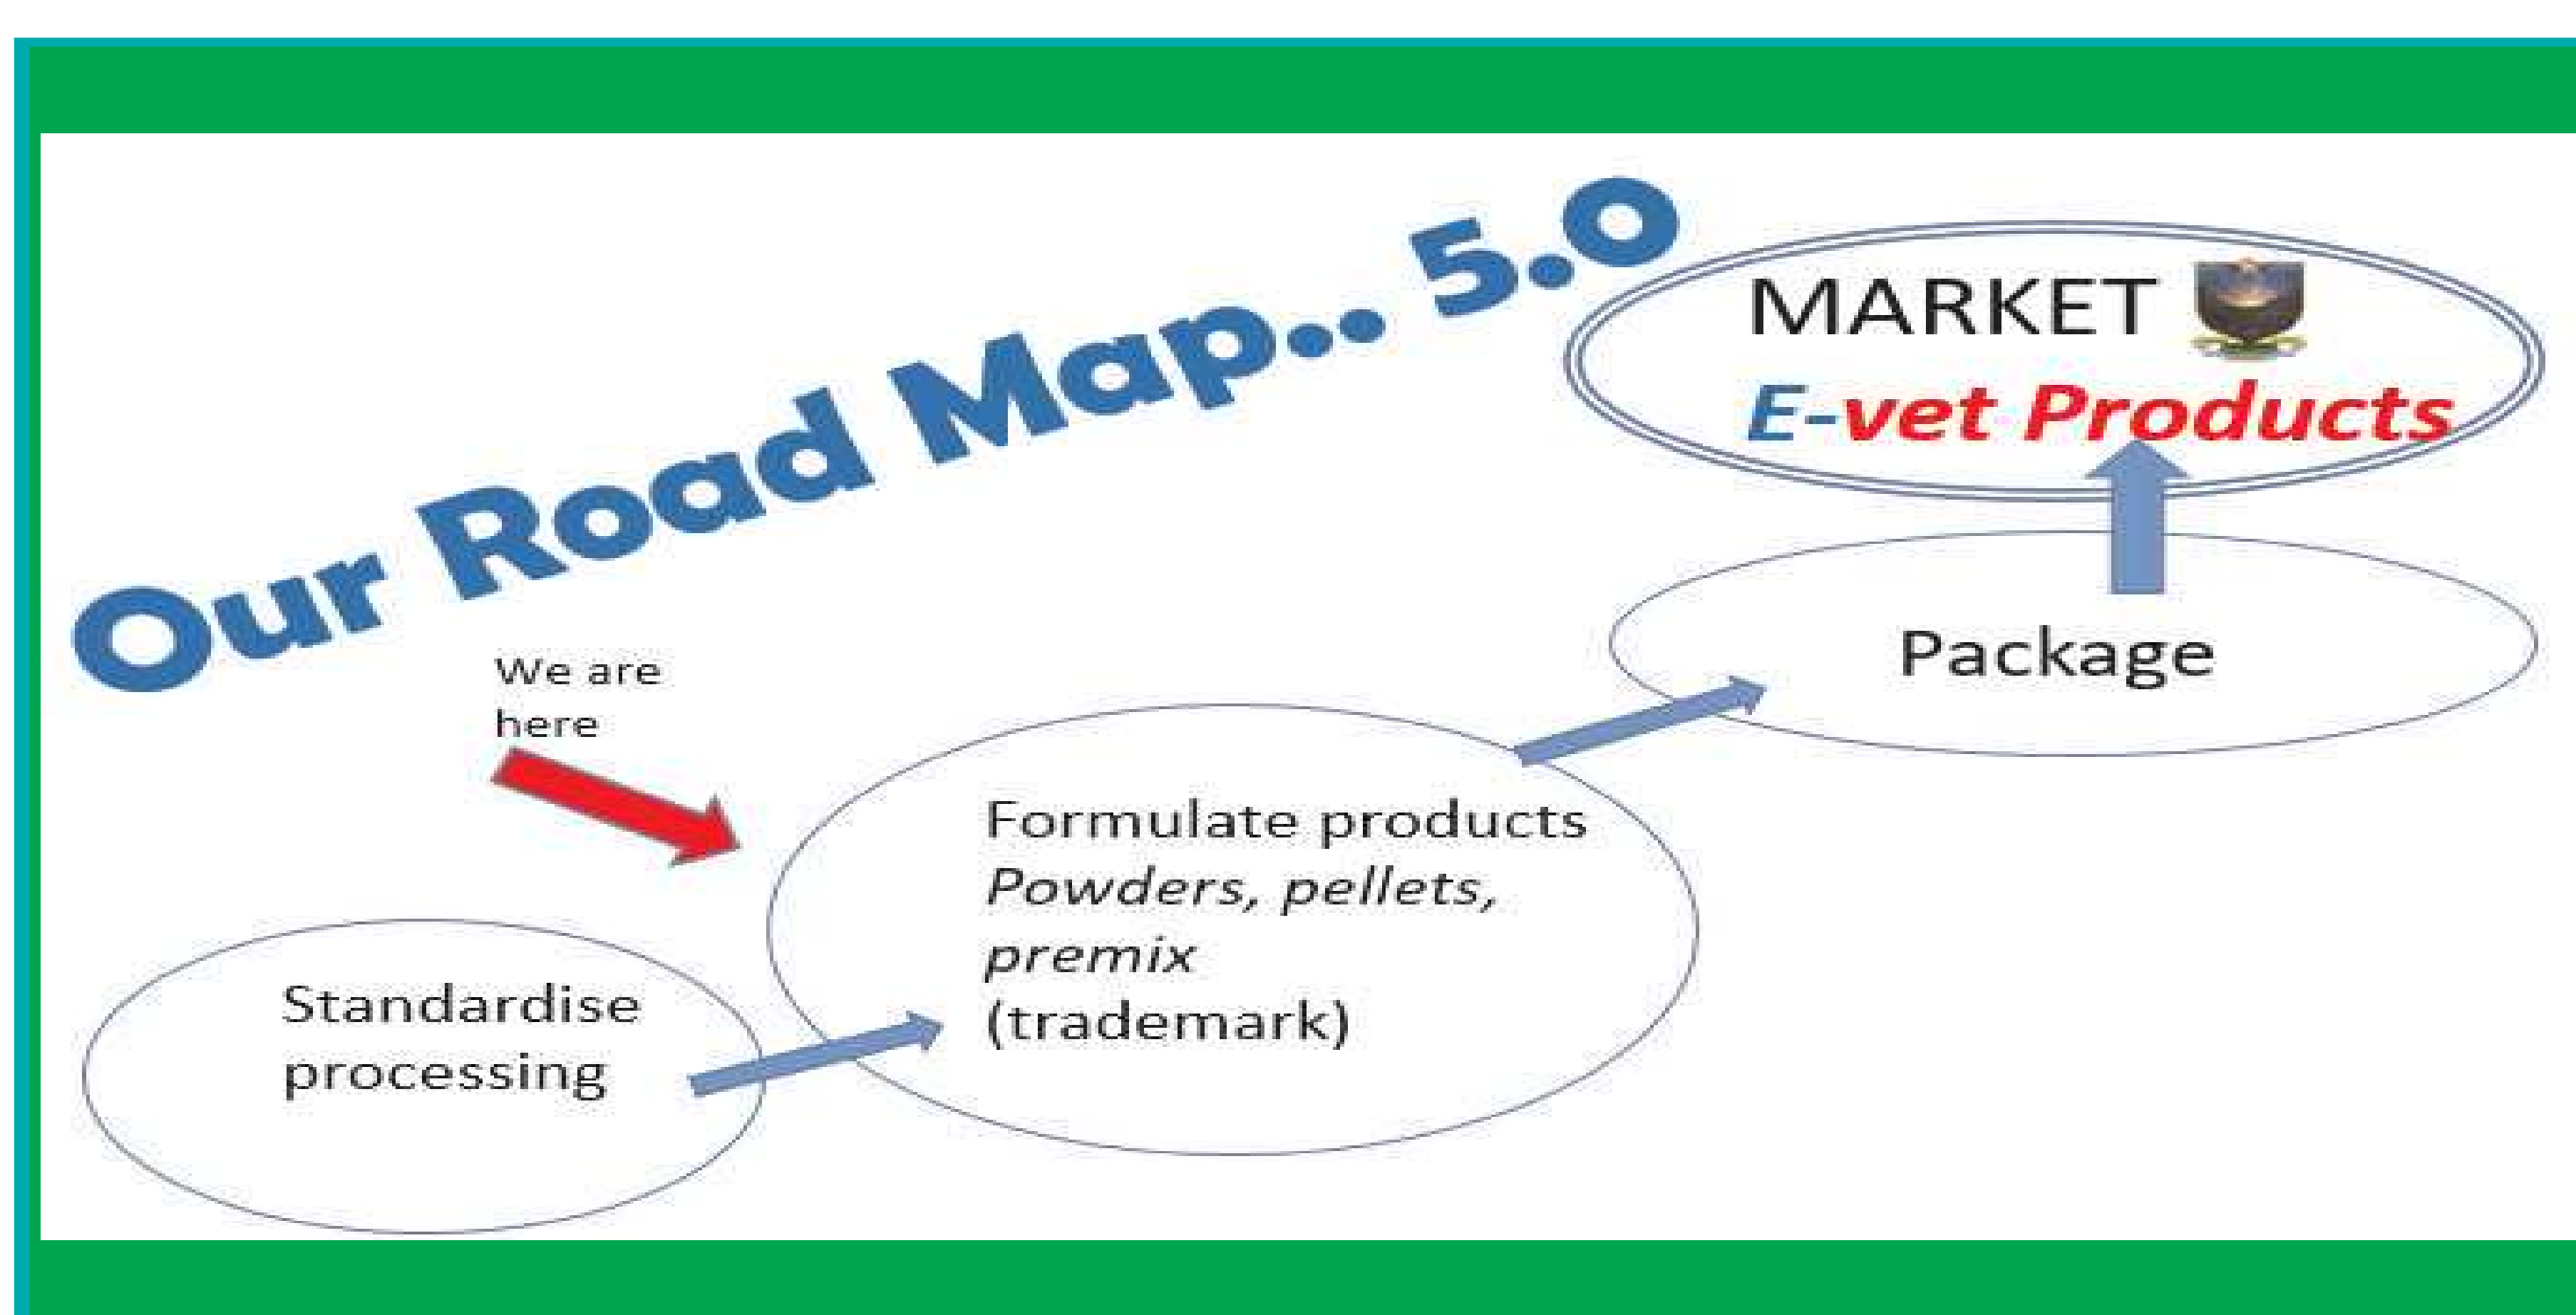 Our Road Map.. 5.0
MARKET
E-vet Products
Package
We are
here
Formulate products
Powders, pellets,
premix
(trademark)
Standardise
processing